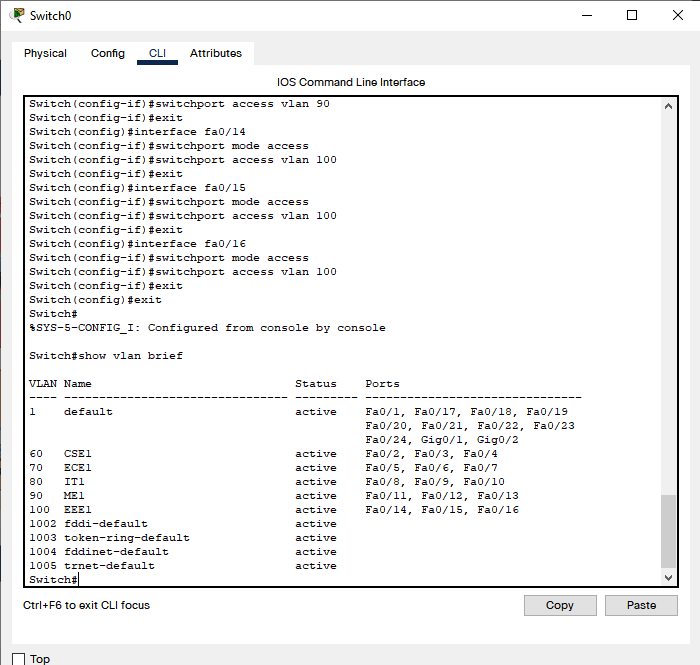 Switch0
Physical Config CLI Attributes
IOS Command Line Interface
Switch(config-if)#switchport access vlan 90
Switch(config-if)#exit
Switch(config)#interface fa0/14
Switch(config-if)#switchport mode access
Switch(config-if)#switchport access vlan 100
Switch(config-if)#exit
Switch(config)#interface fa0/15
Switch(config-if)#switchport mode access
Switch(config-if)#switchport access vlan 100
Switch(config-if)#exit
Switch(config)#interface fa0/16
Switch(config-if)#switchport mode access
Switch(config-if)#switchport access vlan 100
Switch(config-if)#exit
Switch(config)#exit
Switch#
%SYS-5-CONFIG_I: Configured from console by console
Switch#show vlan brief
VLAN Name                             Status    Ports
---- -------------------------------- --------- -------------------------------
1    default                          active    Fa0/1, Fa0/17, Fa0/18, Fa0/19
                                                Fa0/20, Fa0/21, Fa0/22, Fa0/23
                                                Fa0/24, Gig0/1, Gig0/2
60   CSE1                             active    Fa0/2, Fa0/3, Fa0/4
70   ECE1                             active    Fa0/5, Fa0/6, Fa0/7
80   IT1                              active    Fa0/8, Fa0/9, Fa0/10
90   ME1                              active    Fa0/11, Fa0/12, Fa0/13
100  EEE1                             active    Fa0/14, Fa0/15, Fa0/16
1002 fddi-default                     active
1003 token-ring-default               active
1004 fddinet-default                  active
1005 trnet-default                    active
Switch#
Ctrl+F6 to exit CLI focus
Copy Paste
Top